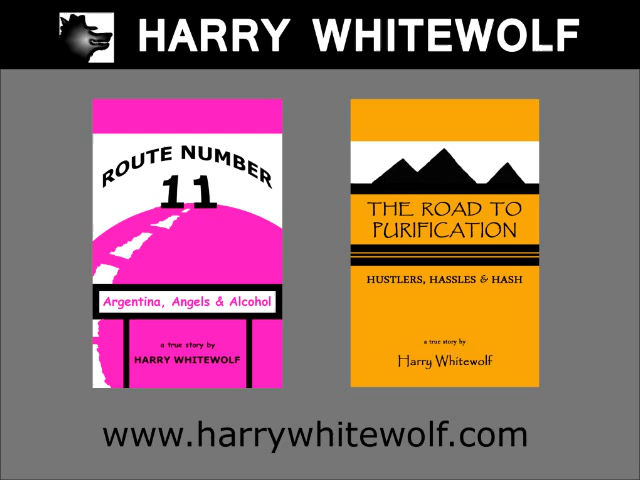 HARRY WHITEWOLF
ROUTE NUMBER
11
Argentina, Angels & Alcohol
a true story by
HARRY WHITEWOLF
THE ROAD TO
PURIFICATION
HUSTLERS, HASSLES & HASH
a true story by
Harry Whitewolf
www.harrywhitewolf.com